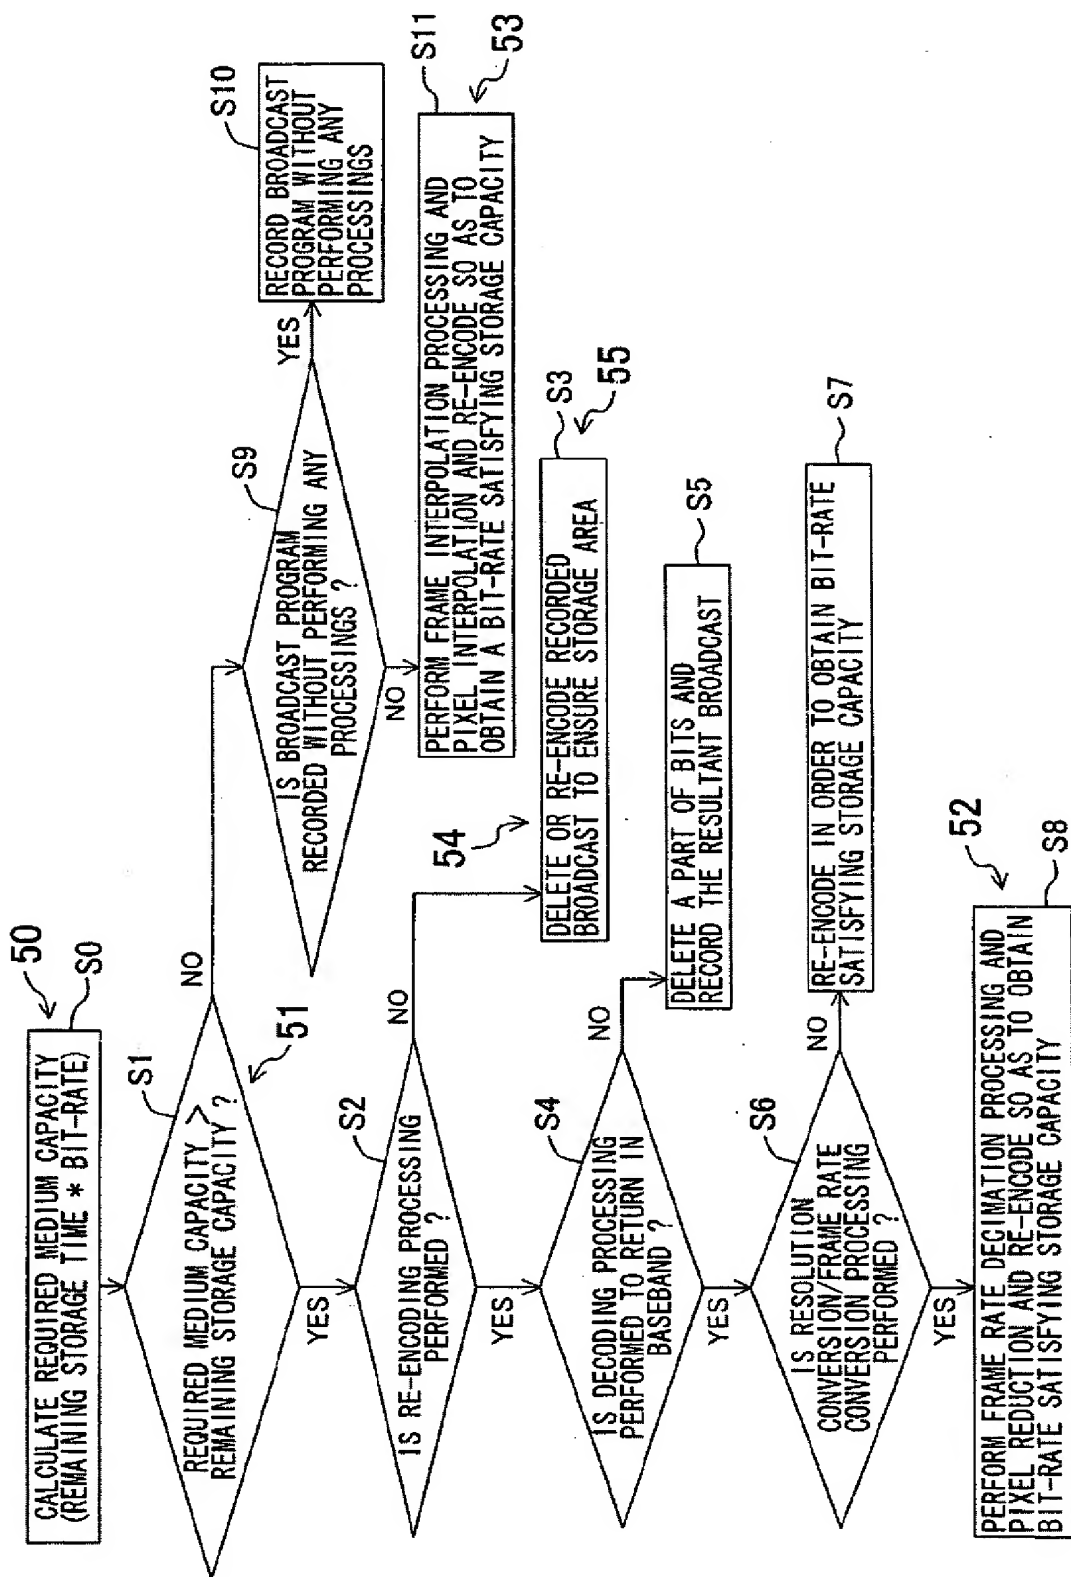 50
S0
CALCULATE REQUIRED MEDIUM CAPACITY
(REMAINING STORAGE TIME * BIT-RATE)
S1
REQUIRED MEDIUM CAPACITY >
REMAINING STORAGE CAPACITY ?
51
NO
YES
S2
IS RE-ENCODING PROCESSING
PERFORMED ?
NO
YES
S4
IS DECODING PROCESSING
PERFORMED TO RETURN IN
BASEBAND ?
NO
YES
S6
IS RESOLUTION
CONVERSION/FRAME RATE
CONVERSION PROCESSING
PERFORMED ?
NO
YES
52
S8
PERFORM FRAME RATE DECIMATION PROCESSING AND
PIXEL REDUCTION AND RE-ENCODE SO AS TO OBTAIN
BIT-RATE SATISFYING STORAGE CAPACITY
S9
IS BROADCAST PROGRAM
RECORDED WITHOUT PERFORMING ANY
PROCESSINGS ?
YES
NO
S10
RECORD BROADCAST
PROGRAM WITHOUT
PERFORMING ANY
PROCESSINGS
S11
53
PERFORM FRAME INTERPOLATION PROCESSING AND
PIXEL INTERPOLATION AND RE-ENCODE SO AS TO
OBTAIN A BIT-RATE SATISFYING STORAGE CAPACITY
54
S3
55
DELETE OR RE-ENCODE RECORDED
BROADCAST TO ENSURE STORAGE AREA
S5
DELETE A PART OF BITS AND
RECORD THE RESULTANT BROADCAST
S7
RE-ENCODE IN ORDER TO OBTAIN BIT-RATE
SATISFYING STORAGE CAPACITY